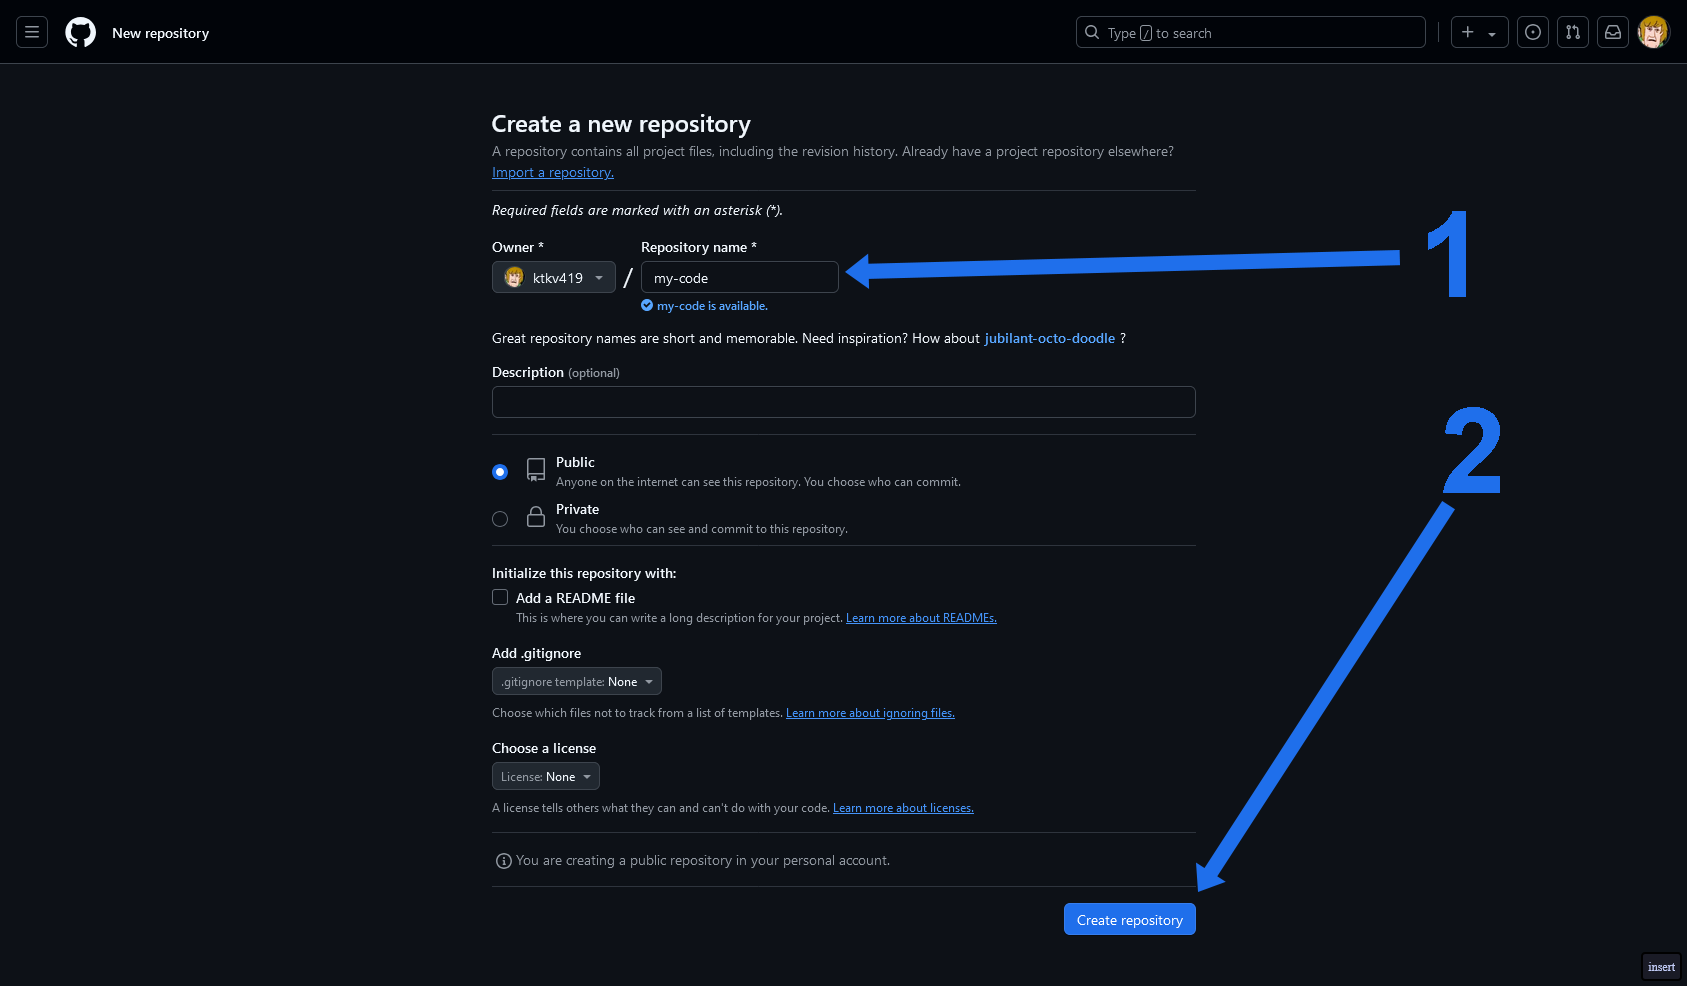 New repository
Type / to search
Create a new repository
A repository contains all project files, including the revision history. Already have a project repository elsewhere?
Import a repository.
Required fields are marked with an asterisk (*).
Owner *
Repository name *
ktkv419
/
my-code
my-code is available.
1
Great repository names are short and memorable. Need inspiration? How about jubilant-octo-doodle ?
Description (optional)
2
Public
Anyone on the internet can see this repository. You choose who can commit.
Private
You choose who can see and commit to this repository.
Initialize this repository with:
Add a README file
This is where you can write a long description for your project. Learn more about READMEs.
Add .gitignore
.gitignore template: None
Choose which files not to track from a list of templates. Learn more about ignoring files.
Choose a license
License: None
A license tells others what they can and can't do with your code. Learn more about licenses.
You are creating a public repository in your personal account.
Create repository
insert